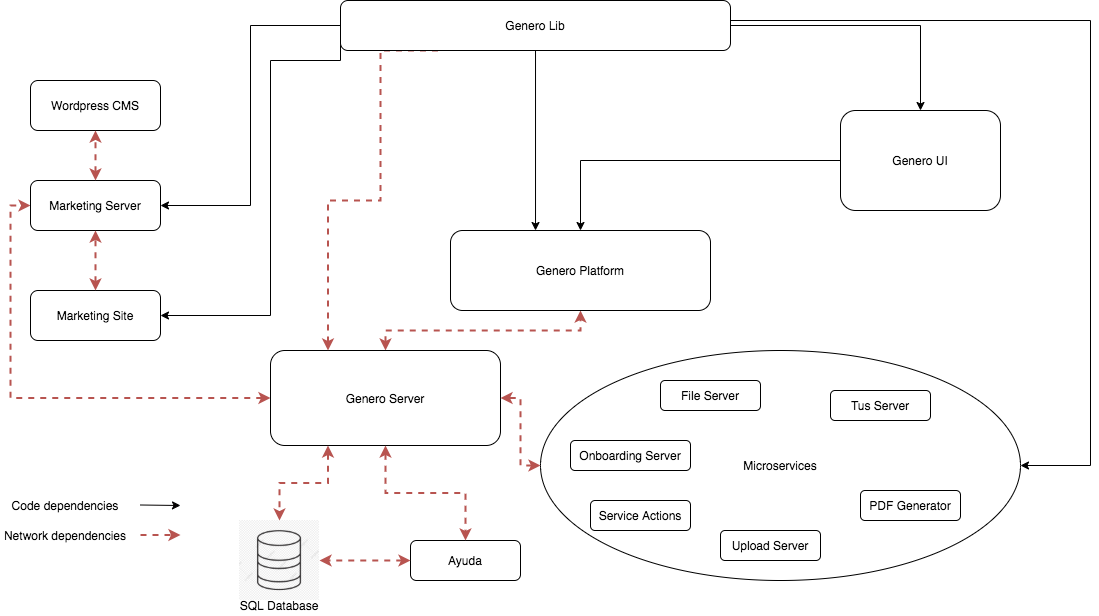 Genero Lib
Wordpress CMS
Genero UI
Marketing Server
Genero Platform
Marketing Site
Genero Server
File Server
Tus Server
Onboarding Server
Microservices
Service Actions
PDF Generator
Upload Server
Code dependencies
Network dependencies
Ayuda
SQL Database